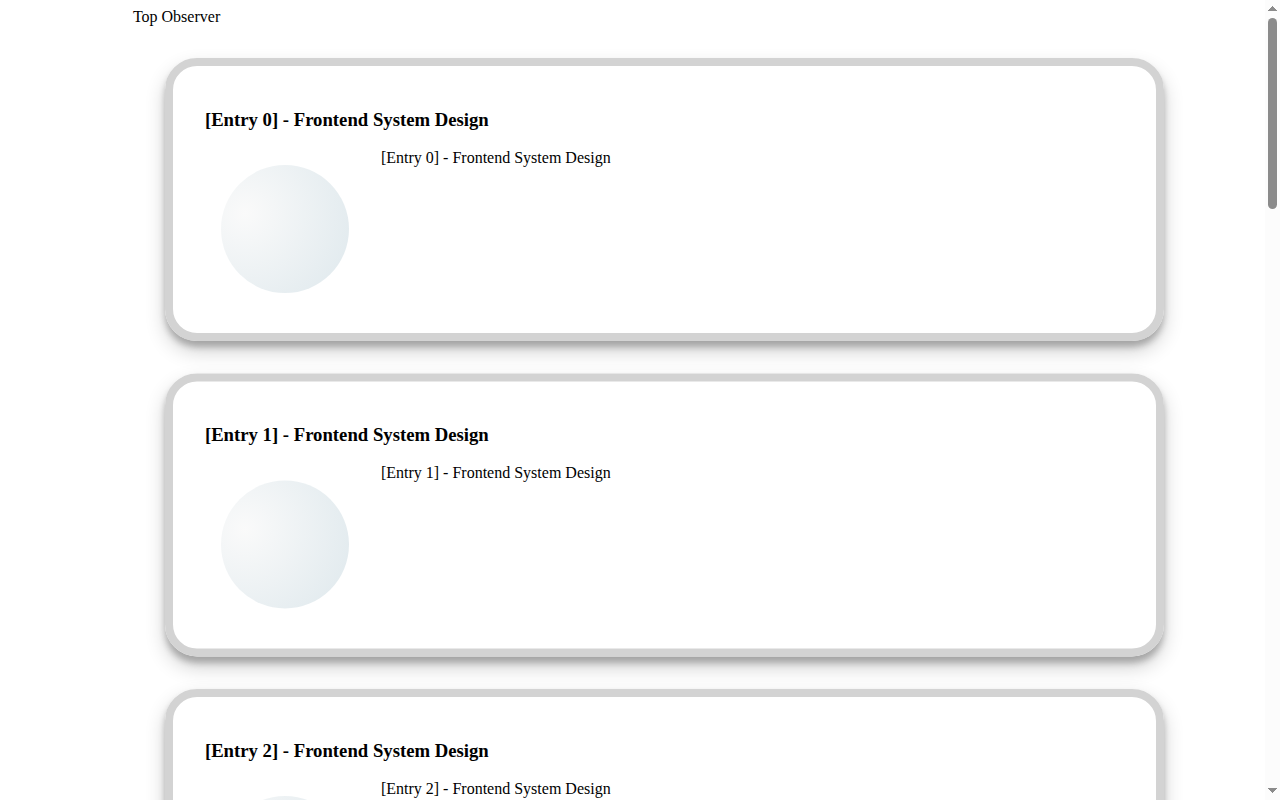 Top Observer
[Entry 0] - Frontend System Design
[Entry 0] - Frontend System Design
[Entry 1] - Frontend System Design
[Entry 1] - Frontend System Design
[Entry 2] - Frontend System Design
[Entry 2] - Frontend System Design